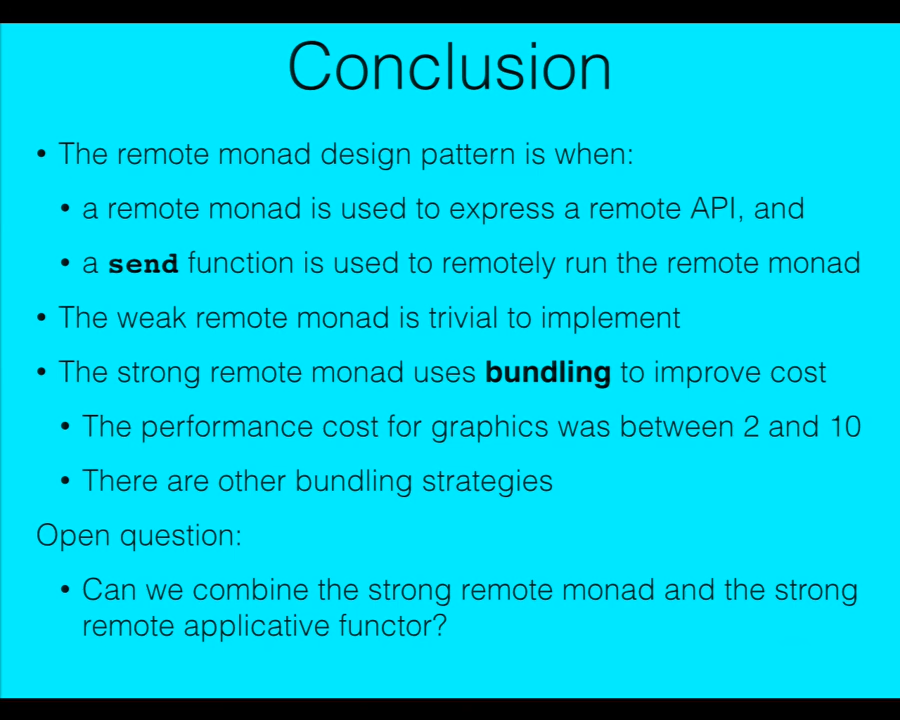 Conclusion
• The remote monad design pattern is when:
• a remote monad is used to express a remote API, and
• a send function is used to remotely run the remote monad
• The weak remote monad is trivial to implement
• The strong remote monad uses bundling to improve cost
• The performance cost for graphics was between 2 and 10
• There are other bundling strategies
Open question:
• Can we combine the strong remote monad and the strong
remote applicative functor?